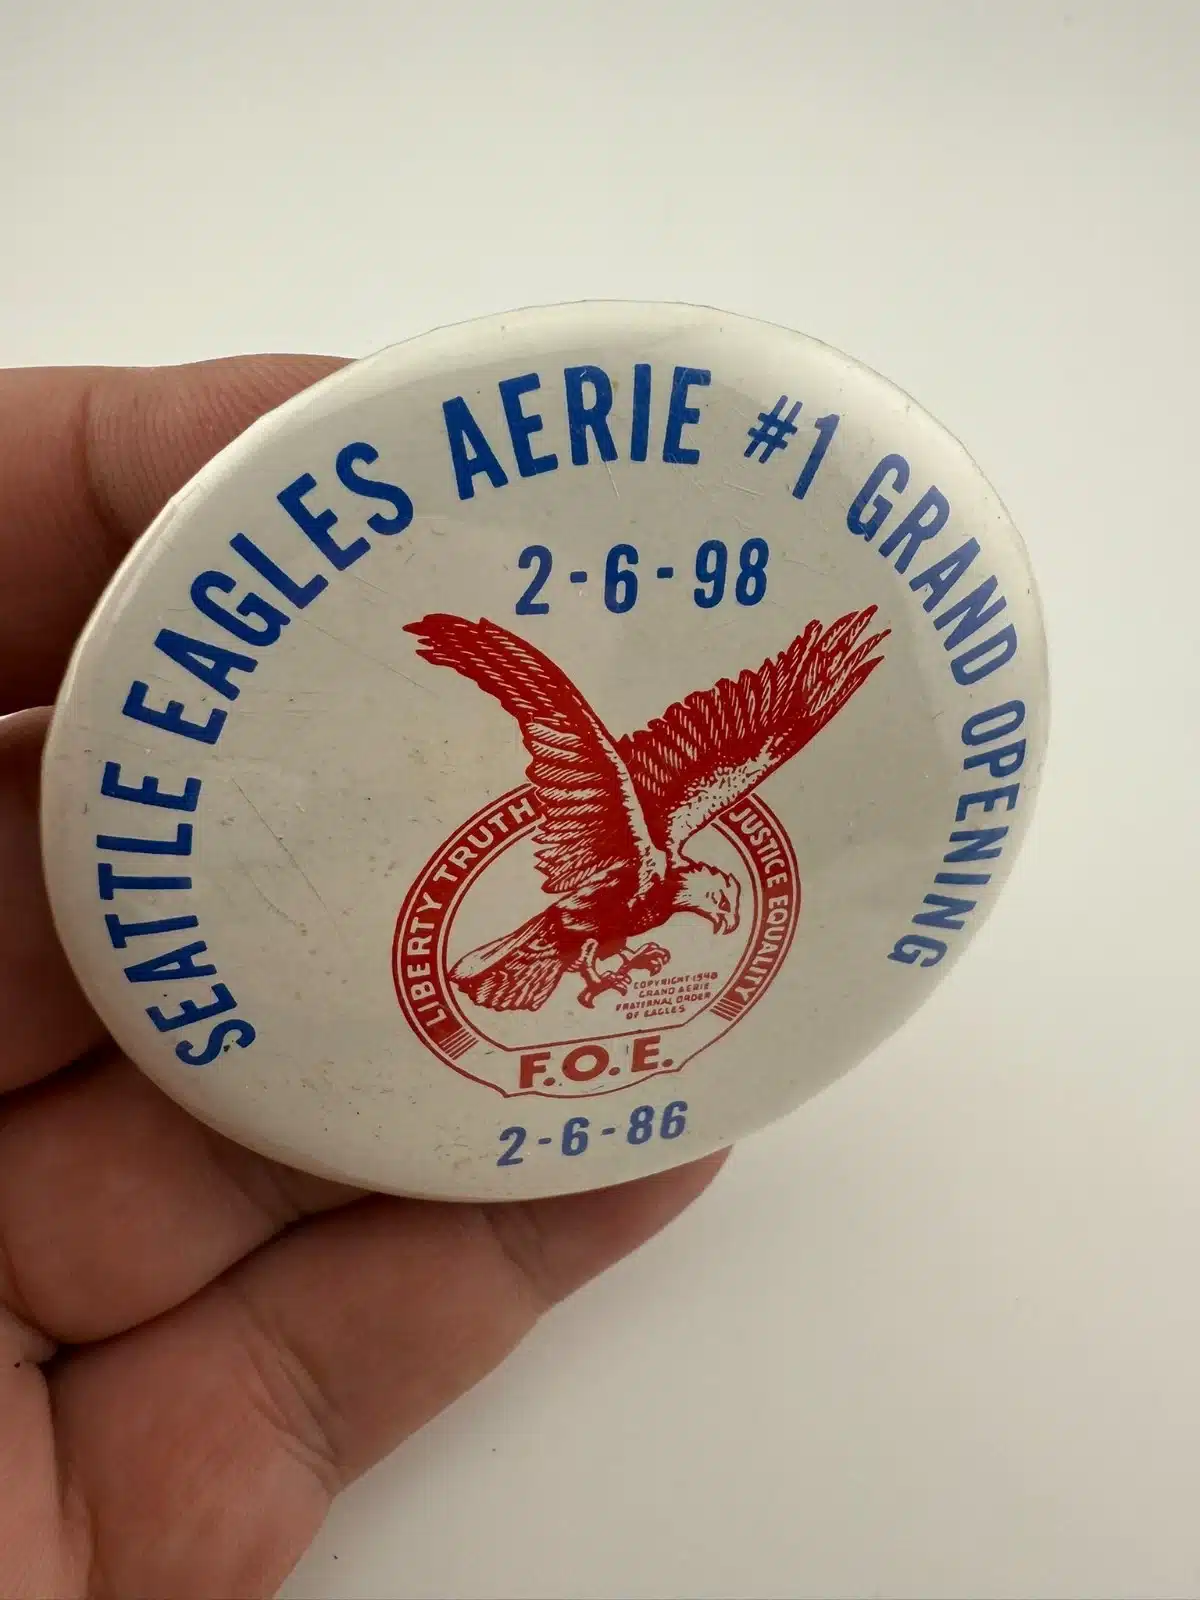 SEATTLE EAGLES AERIE #1 GRAND OPENING
2-6-98
LIBERTY TRUTH
JUSTICE EQUALITY
COPYRIGHT 1948
GRAND AERIE
FRATERNAL ORDER
OF EAGLES
F.O.E.
2-6-86